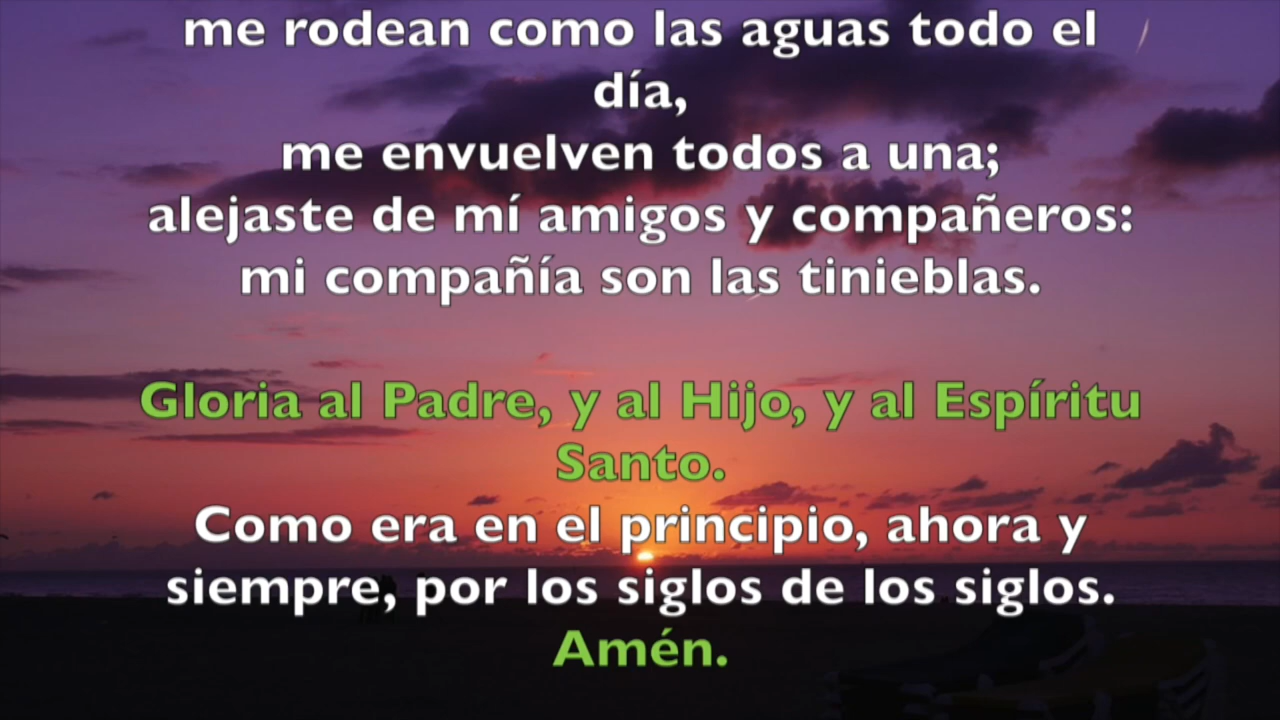 me rodean como las aguas todo el
día,
me envuelven todos a una;
alejaste de mí amigos y compañeros:
mi compañía son las tinieblas.
Gloria al Padre, y al Hijo, y al Espíritu
Santo.
Como era en el principio, ahora y
siempre, por los siglos de los siglos.
Amén.